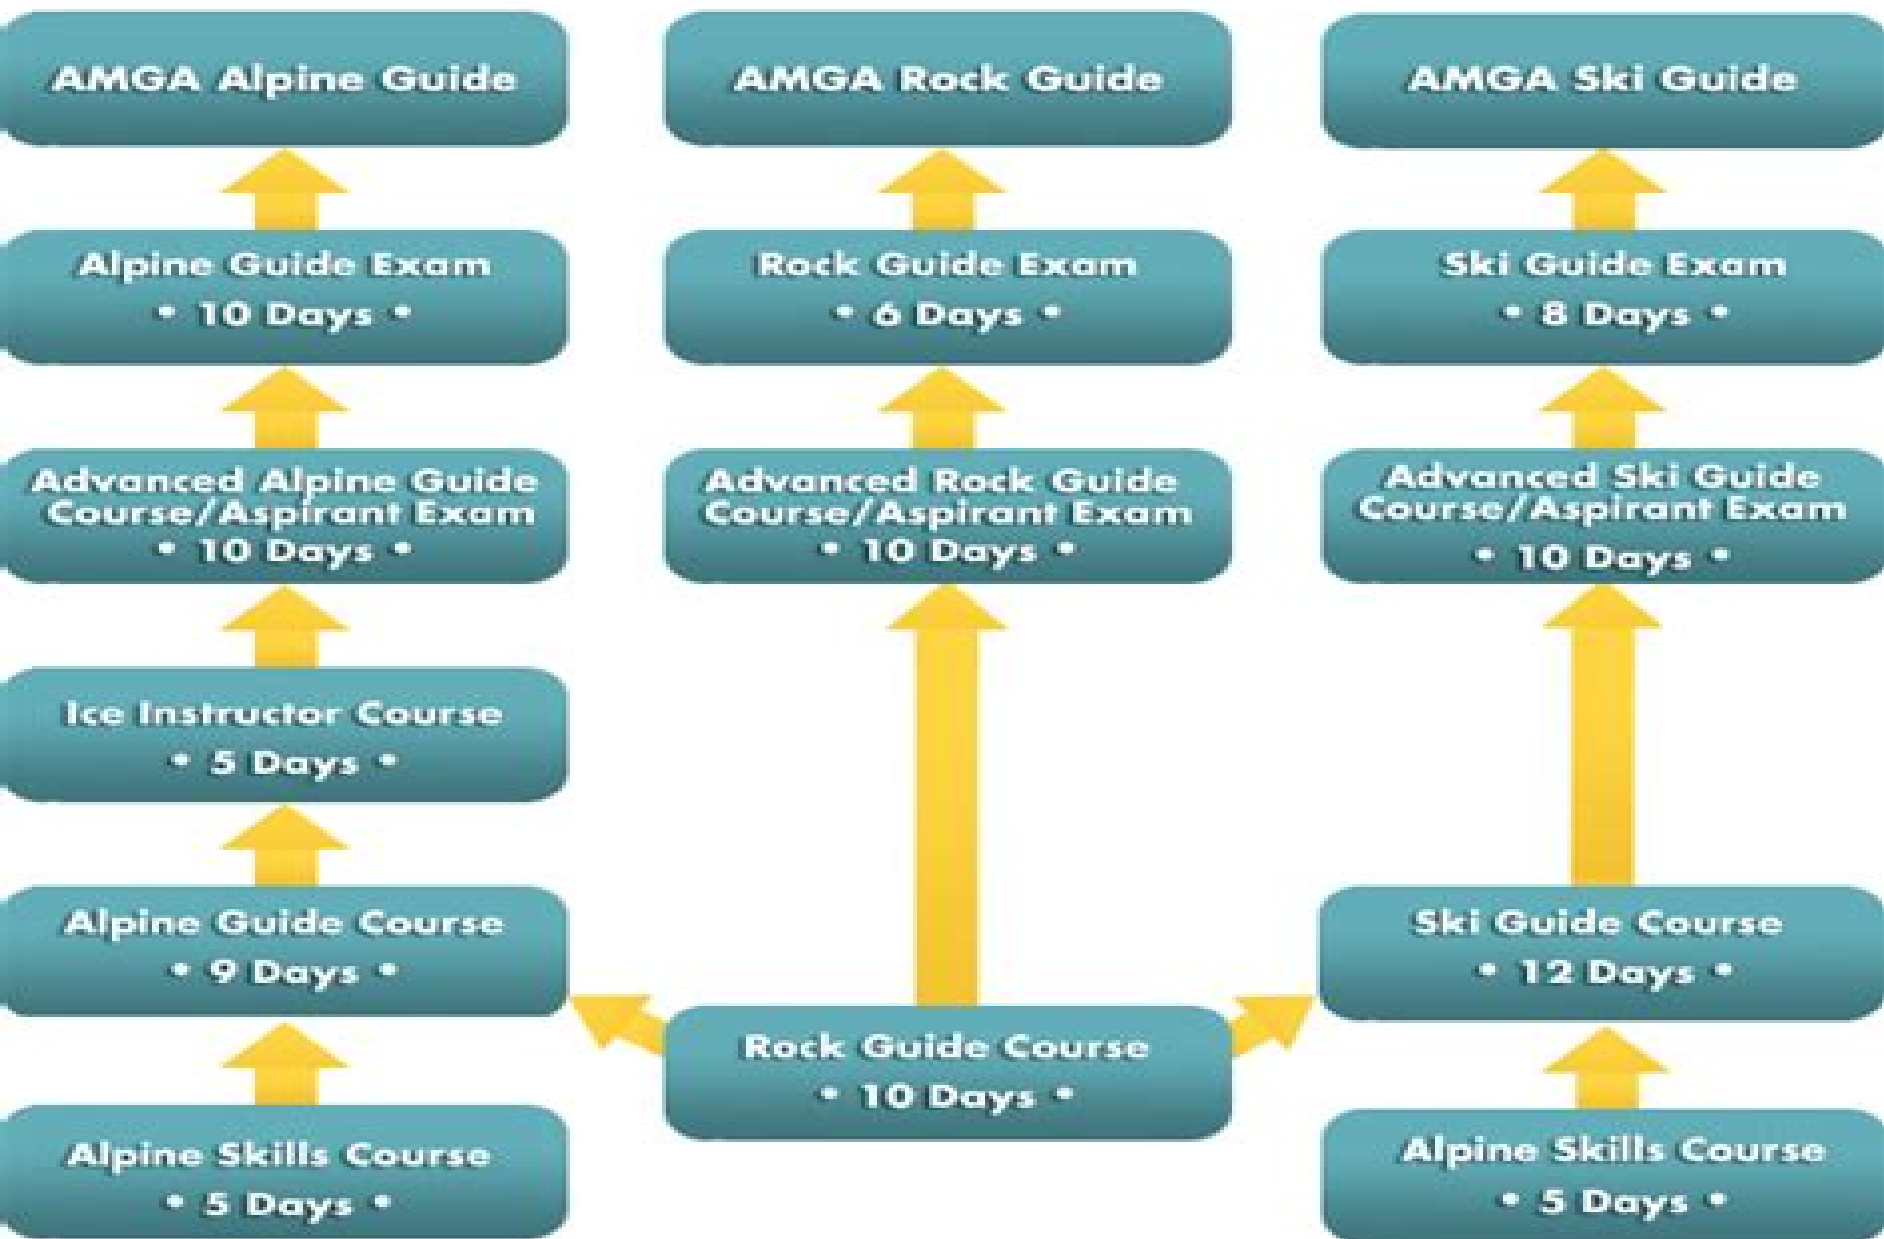 AMGA Alpine Guide
Alpine Guide Exam
• 10 Days •
Advanced Alpine Guide
Course/Aspirant Exam
• 10 Days •
Ice Instructor Course
• 5 Days •
Alpine Guide Course
• 9 Days •
Alpine Skills Course
• 5 Days •
AMGA Rock Guide
Rock Guide Exam
• 6 Days •
Advanced Rock Guide
Course/Aspirant Exam
• 10 Days •
Rock Guide Course
• 10 Days •
AMGA Ski Guide
Ski Guide Exam
• 8 Days •
Advanced Ski Guide
Course/Aspirant Exam
• 10 Days •
Ski Guide Course
• 12 Days •
Alpine Skills Course
• 5 Days •